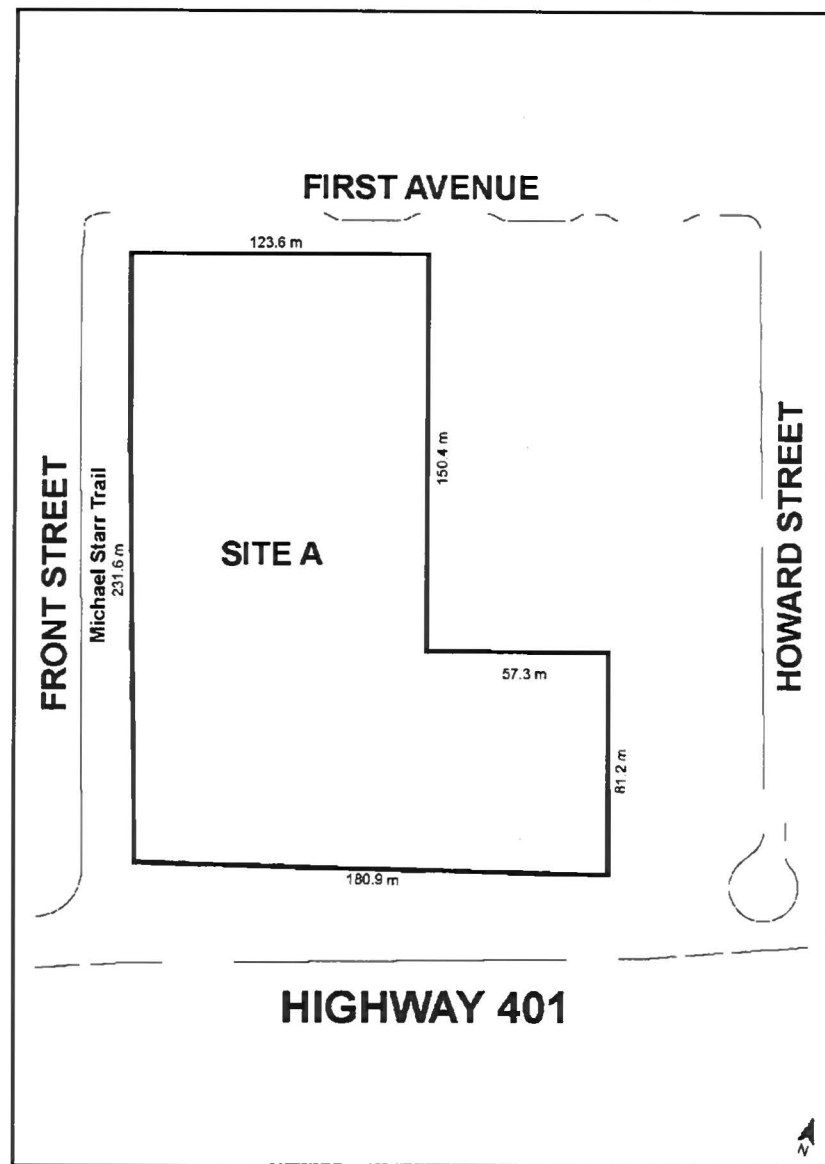 FIRST AVENUE
123.6 m
150.4 m
FRONT STREET
Michael Starr Trail
231.6 m
SITE A
HOWARD STREET
57.3 m
81.2 m
180.9 m
HIGHWAY 401
N